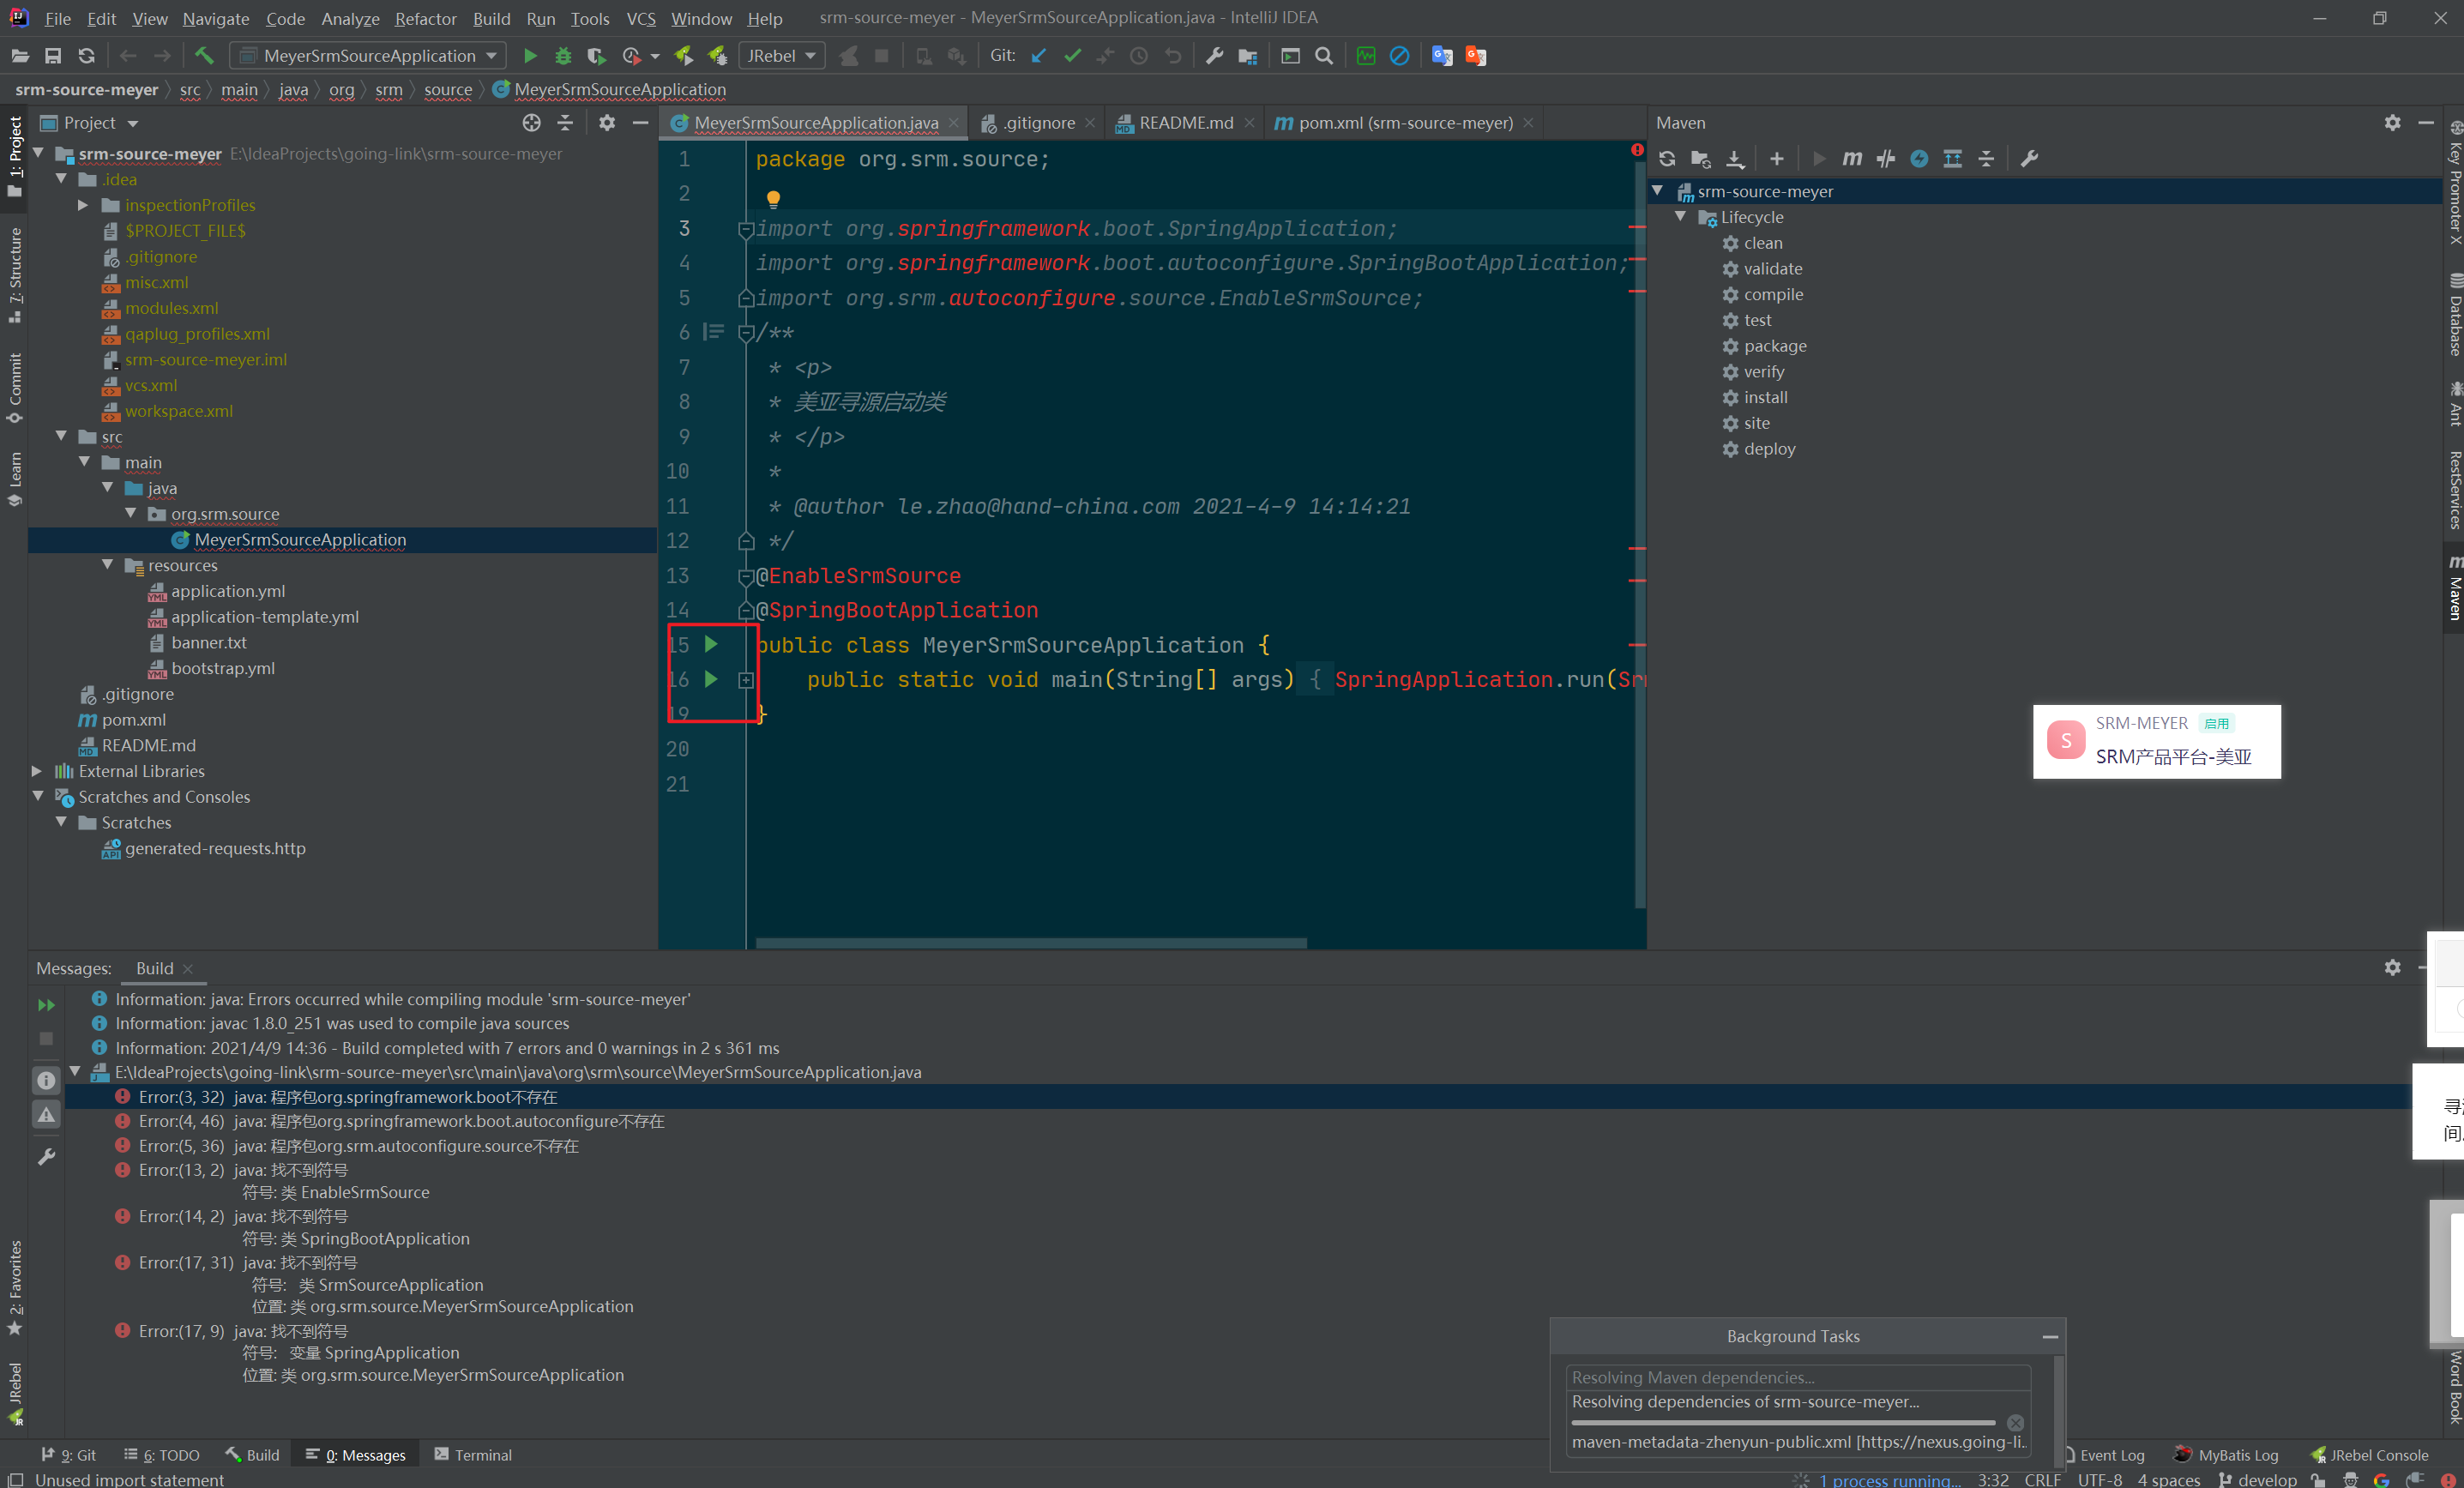 File Edit View Navigate Code Analyze Refactor Build Run Tools VCS Window Help srm-source-meyer - MeyerSrmSourceApplication.java - IntelliJ IDEA
MeyerSrmSourceApplication JRebel Git:
srm-source-meyer src main java org srm source MeyerSrmSourceApplication
1: Project
7: Structure
Commit
Learn
2: Favorites
JRebel
Project
srm-source-meyer E:\IdeaProjects\going-link\srm-source-meyer
.idea
inspectionProfiles
$PROJECT_FILE$
.gitignore
misc.xml
modules.xml
qaplug_profiles.xml
srm-source-meyer.iml
vcs.xml
workspace.xml
src
main
java
org.srm.source
MeyerSrmSourceApplication
resources
application.yml
application-template.yml
banner.txt
bootstrap.yml
.gitignore
pom.xml
README.md
External Libraries
Scratches and Consoles
Scratches
generated-requests.http
MeyerSrmSourceApplication.java .gitignore README.md pom.xml (srm-source-meyer)
1 package org.srm.source;
2
3 import org.springframework.boot.SpringApplication;
4 import org.springframework.boot.autoconfigure.SpringBootApplication;
5 import org.srm.autoconfigure.source.EnableSrmSource;
6 /**
7 * <p>
8 * 美亚寻源启动类
9 * </p>
10 *
11 * @author le.zhao@hand-china.com 2021-4-9 14:14:21
12 */
13 @EnableSrmSource
14 @SpringBootApplication
15 public class MeyerSrmSourceApplication {
16 public static void main(String[] args) { SpringApplication.run(Srm
19 }
20
21
Maven
srm-source-meyer
Lifecycle
clean
validate
compile
test
package
verify
install
site
deploy
SRM-MEYER 启用
S
SRM产品平台-美亚
Key Promoter X
Database
Ant
RestServices
Maven
Word Book
寻
间
Messages: Build
Information: java: Errors occurred while compiling module 'srm-source-meyer'
Information: javac 1.8.0_251 was used to compile java sources
Information: 2021/4/9 14:36 - Build completed with 7 errors and 0 warnings in 2 s 361 ms
E:\IdeaProjects\going-link\srm-source-meyer\src\main\java\org\srm\source\MeyerSrmSourceApplication.java
Error:(3, 32) java: 程序包org.springframework.boot不存在
Error:(4, 46) java: 程序包org.springframework.boot.autoconfigure不存在
Error:(5, 36) java: 程序包org.srm.autoconfigure.source不存在
Error:(13, 2) java: 找不到符号
符号: 类 EnableSrmSource
Error:(14, 2) java: 找不到符号
符号: 类 SpringBootApplication
Error:(17, 31) java: 找不到符号
符号: 类 SrmSourceApplication
位置: 类 org.srm.source.MeyerSrmSourceApplication
Error:(17, 9) java: 找不到符号
符号: 变量 SpringApplication
位置: 类 org.srm.source.MeyerSrmSourceApplication
Background Tasks
Resolving Maven dependencies...
Resolving dependencies of srm-source-meyer...
maven-metadata-zhenyun-public.xml [https://nexus.going-li..
9: Git 6: TODO Build 0: Messages Terminal Event Log MyBatis Log JRebel Console
Unused import statement 1 process running... 3:32 CRLF UTF-8 4 spaces develop